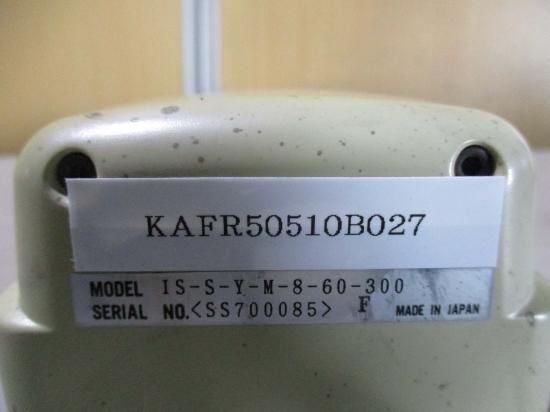 KAFR50510B027
MODEL IS-S-Y-M-8-60-300
SERIAL NO.<SS700085> F MADE IN JAPAN